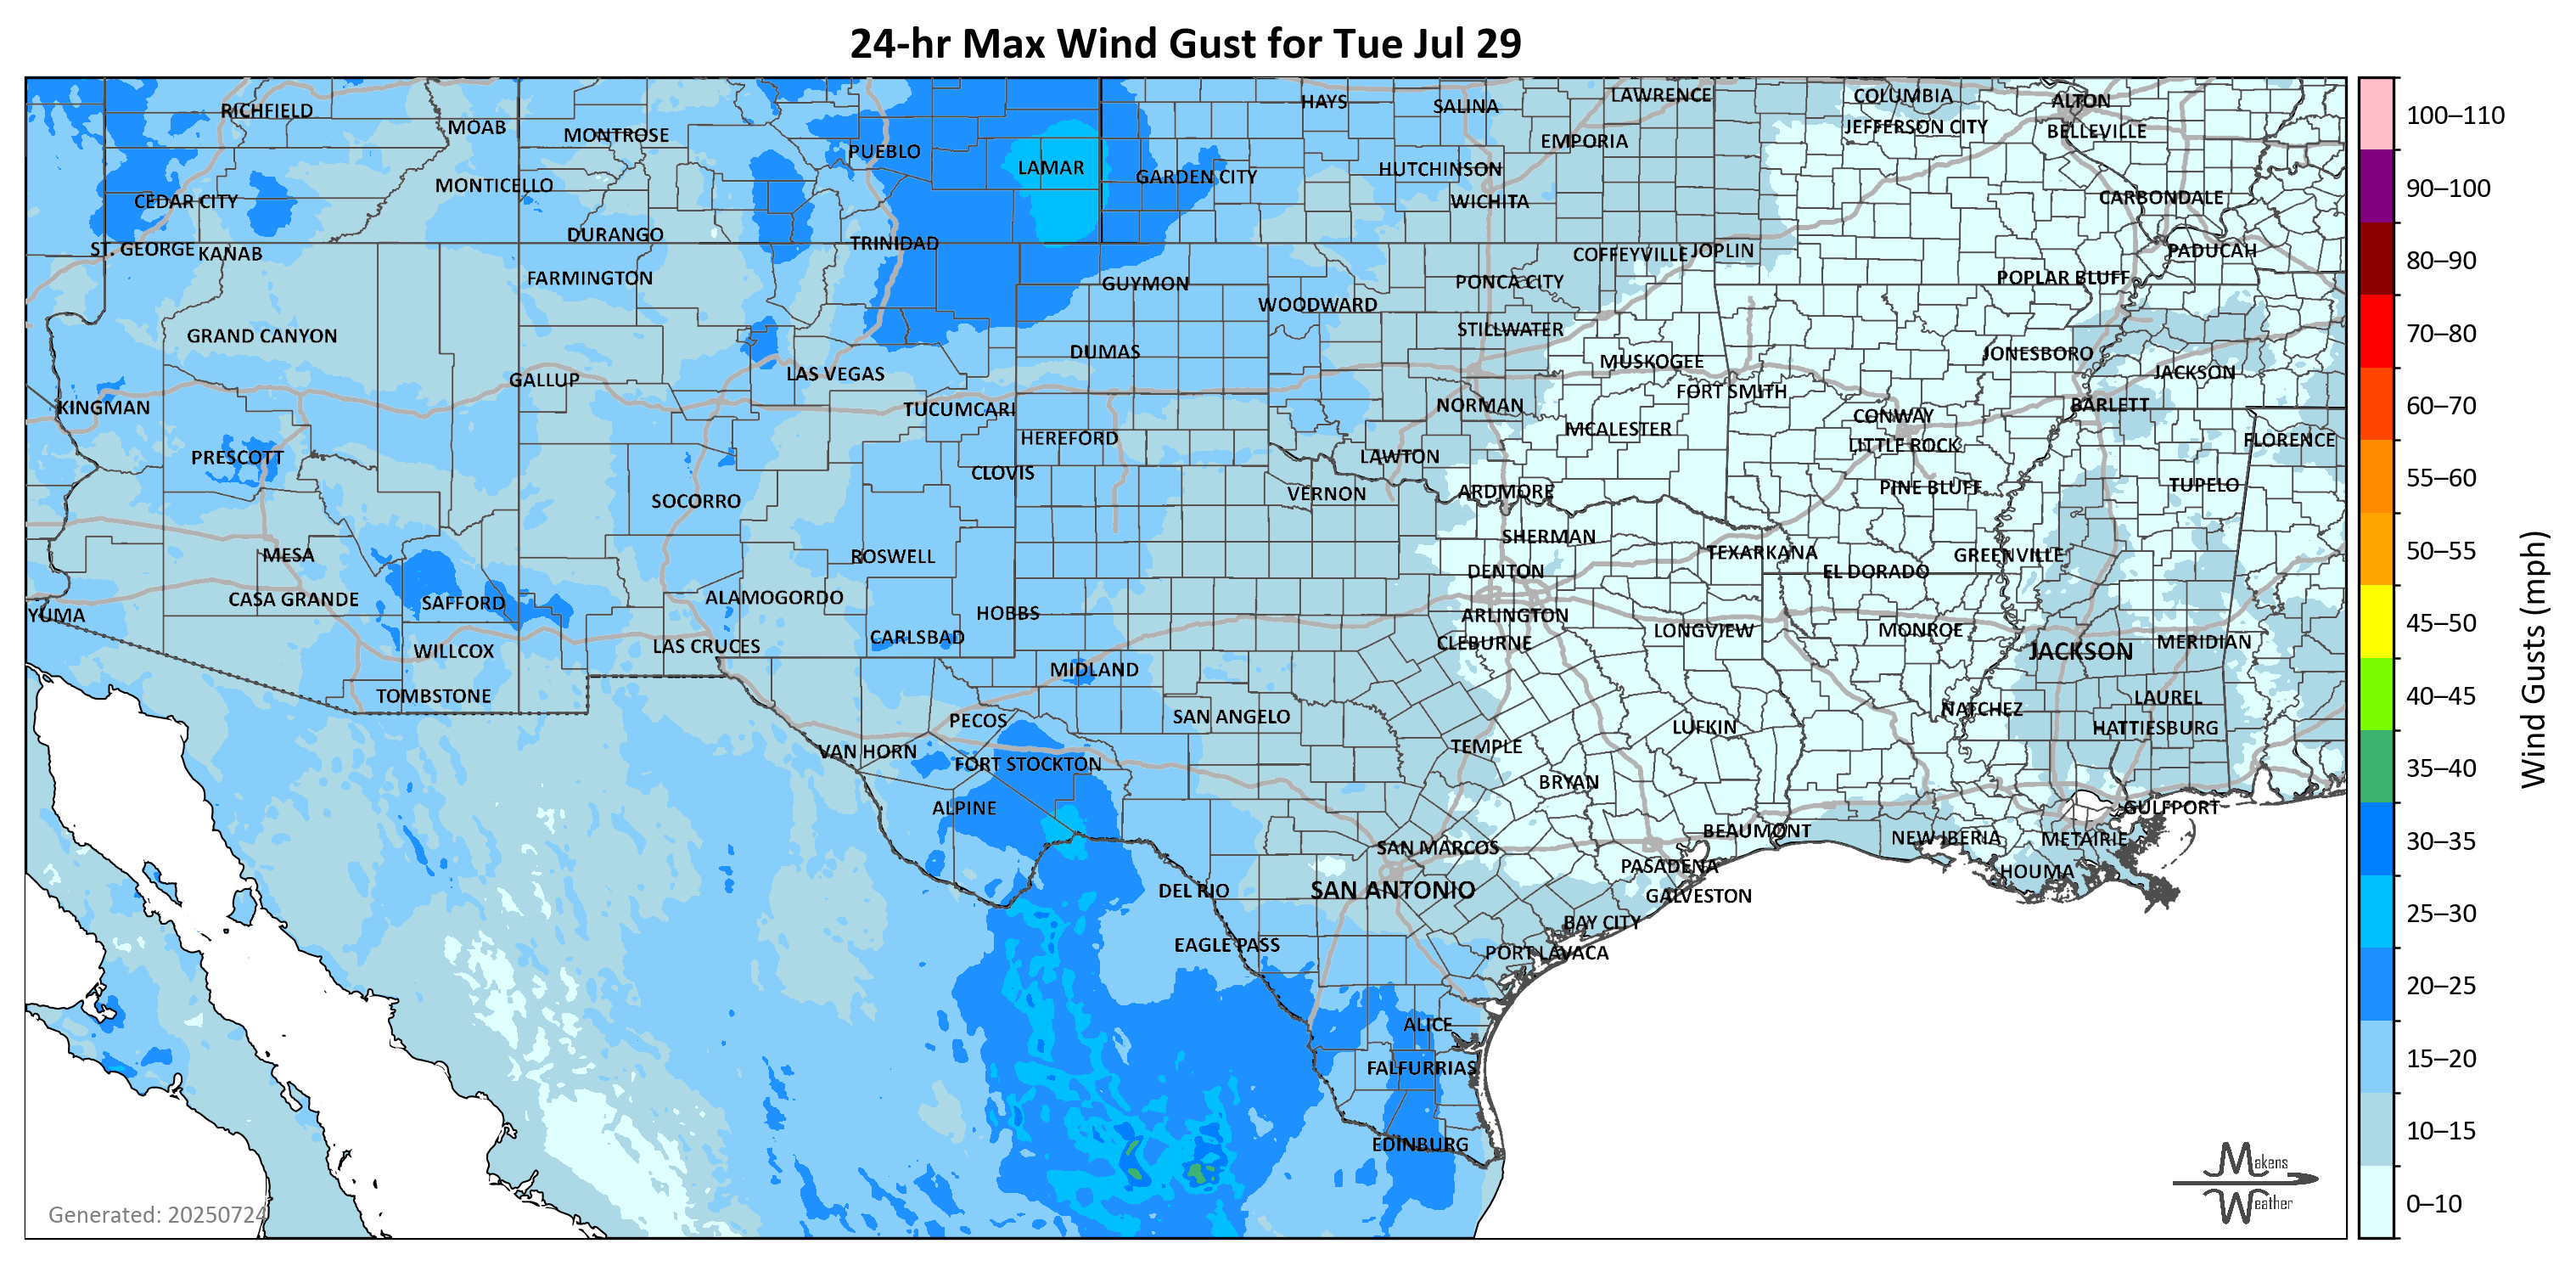 24-hr Max Wind Gust for Tue Jul 29
RICHFIELD
MOAB
MONTROSE
PUEBLO
LAMAR
HAYS
SALINA
LAWRENCE
COLUMBIA
ALTON
EMPORIA
JEFFERSON CITY
BELLEVILLE
CEDAR CITY
MONTICELLO
GARDEN CITY
HUTCHINSON
WICHITA
CARBONDALE
ST. GEORGE
KANAB
DURANGO
TRINIDAD
COFFEYVILLE
JOPLIN
PADUCAH
FARMINGTON
GUYMON
WOODWARD
PONCA CITY
POPLAR BLUFF
GRAND CANYON
STILLWATER
DUMAS
MUSKOGEE
JONESBORO
GALLUP
LAS VEGAS
FORT SMITH
JACKSON
KINGMAN
TUCUMCARI
NORMAN
CONWAY
BARLETT
PRESCOTT
HEREFORD
MCALESTER
LITTLE ROCK
FLORENCE
CLOVIS
LAWTON
SOCORRO
VERNON
ARDMORE
PINE BLUFF
TUPELO
MESA
ROSWELL
SHERMAN
TEXARKANA
GREENVILLE
DENTON
EL DORADO
YUMA
CASA GRANDE
SAFFORD
ALAMOGORDO
HOBBS
ARLINGTON
WILLCOX
LAS CRUCES
CARLSBAD
CLEBURNE
LONGVIEW
MONROE
JACKSON
MERIDIAN
MIDLAND
TOMBSTONE
PECOS
SAN ANGELO
LAUREL
NATCHEZ
HATTIESBURG
VAN HORN
FORT STOCKTON
TEMPLE
LUFKIN
BRYAN
ALPINE
GULFPORT
BEAUMONT
NEW IBERIA
METAIRIE
SAN MARCOS
PASADENA
HOUMA
DEL RIO
SAN ANTONIO
GALVESTON
BAY CITY
EAGLE PASS
PORT LAVACA
ALICE
FALFURRIAS
EDINBURG
Generated: 20250724
Makens
Weather
100–110
90–100
80–90
70–80
60–70
55–60
50–55
45–50
40–45
35–40
30–35
25–30
20–25
15–20
10–15
0–10
Wind Gusts (mph)